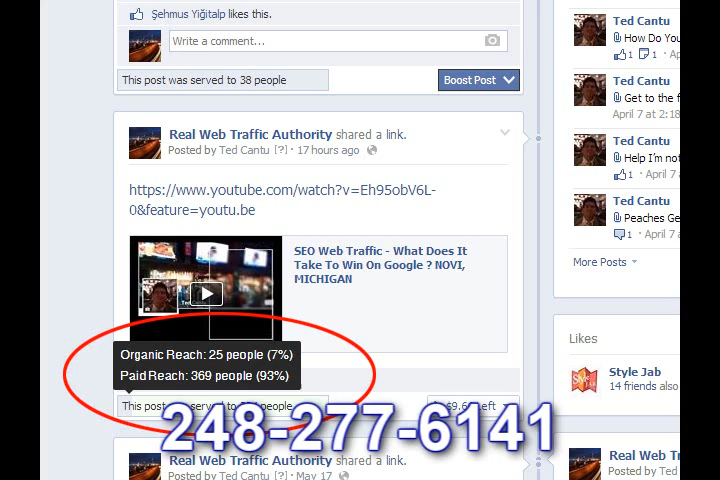 Şehmus Yiğitalp likes this.
Write a comment...
This post was served to 38 people
Boost Post
Real Web Traffic Authority shared a link.
Posted by Ted Cantu [?] · 17 hours ago
https://www.youtube.com/watch?v=Eh95obV6L-
0&feature=youtu.be
SEO Web Traffic - What Does It
Take To Win On Google ? NOVI,
MICHIGAN
Organic Reach: 25 people (7%)
Paid Reach: 369 people (93%)
This post
people
Left
248-277-6141
Real Web Traffic Authority shared a link.
Posted by Ted Cantu [?] · May 17
Ted Cantu
How Do You
1 1 · Ap
Ted Cantu
Get to the f
April 7 at 2:18
Ted Cantu
Help I'm not
1 · April 7
Ted Cantu
Peaches Ge
1 · April 7
More Posts
Likes
Style Jab
14 friends also
Real Web T
Posted by Ted